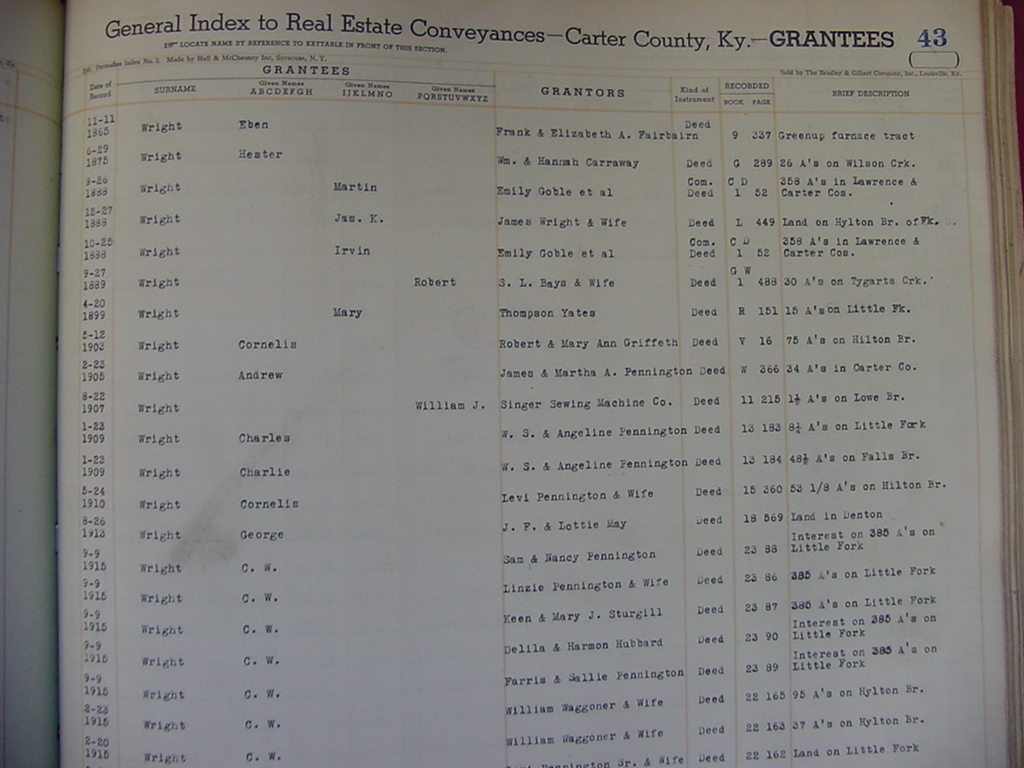 General Index to Real Estate Conveyances—Carter County, Ky.—GRANTEES 43
LOCATE NAME BY REFERENCE TO KEYTABLE IN FRONT OF THIS SECTION.
Made by Hall & McChesney Inc, Syracuse, N. Y.
Sold by The Bradley & Gilbert Company, Inc., Louisville, Ky.
GRANTEES
Date of Record SURNAME Given Names ABCDEFGH Given Names IJKLMNO Given Names PQRSTUVWXYZ GRANTORS Kind of Instrument RECORDED BOOK PAGE BRIEF DESCRIPTION
11-11 Deed
1865 Wright Eben Frank & Elizabeth A. Fairbairn 9 337 Greenup furnace tract
6-29
1875 Wright Hester Wm. & Hannah Carraway Deed G 289 26 A's on Wilson Crk.
9-26 Com. C D 358 A's in Lawrence &
1888 Wright Martin Emily Goble et al Deed 1 52 Carter Cos.
12-27
1888 Wright Jas. K. James Wright & Wife Deed L 449 Land on Hylton Br. of Fk.
10-25 Com. C D 358 A's in Lawrence &
1888 Wright Irvin Emily Goble et al Deed 1 52 Carter Cos.
9-27 G W
1889 Wright Robert S. L. Bays & Wife Deed 1 488 30 A's on Tygarts Crk.
4-20
1899 Wright Mary Thompson Yates Deed R 151 15 A's on Little Fk.
5-12
1903 Wright Cornelis Robert & Mary Ann Griffeth Deed V 16 75 A's on Hilton Br.
2-23
1905 Wright Andrew James & Martha A. Pennington Deed W 366 34 A's in Carter Co.
8-22
1907 Wright William J. Singer Sewing Machine Co. Deed 11 215 1½ A's on Lowe Br.
1-23
1909 Wright Charles W. S. & Angeline Pennington Deed 13 183 8¼ A's on Little Fork
1-23
1909 Wright Charlie W. S. & Angeline Pennington Deed 13 184 48½ A's on Falls Br.
5-24
1910 Wright Cornelis Levi Pennington & Wife Deed 15 360 53 1/8 A's on Hilton Br.
8-26
1913 Wright George J. F. & Lottie May Deed 18 569 Land in Denton
9-9 Interest on 385 A's on
1915 Wright C. W. Sam & Nancy Pennington Deed 23 88 Little Fork
9-9
1915 Wright C. W. Linzie Pennington & Wife Deed 23 86 385 A's on Little Fork
9-9
1915 Wright C. W. Keen & Mary J. Sturgill Deed 23 87 385 A's on Little Fork
9-9 Interest on 385 A's on
1915 Wright C. W. Delila & Harmon Hubbard Deed 23 90 Little Fork
9-9 Interest on 385 A's on
1915 Wright C. W. Farris & Sallie Pennington Deed 23 89 Little Fork
2-23
1915 Wright C. W. William Waggoner & Wife Deed 22 165 95 A's on Hylton Br.
2-20
1915 Wright C. W. William Waggoner & Wife Deed 22 163 37 A's on Hylton Br.
Wright C. W. Pennington Sr. & Wife Deed 22 162 Land on Little Fork